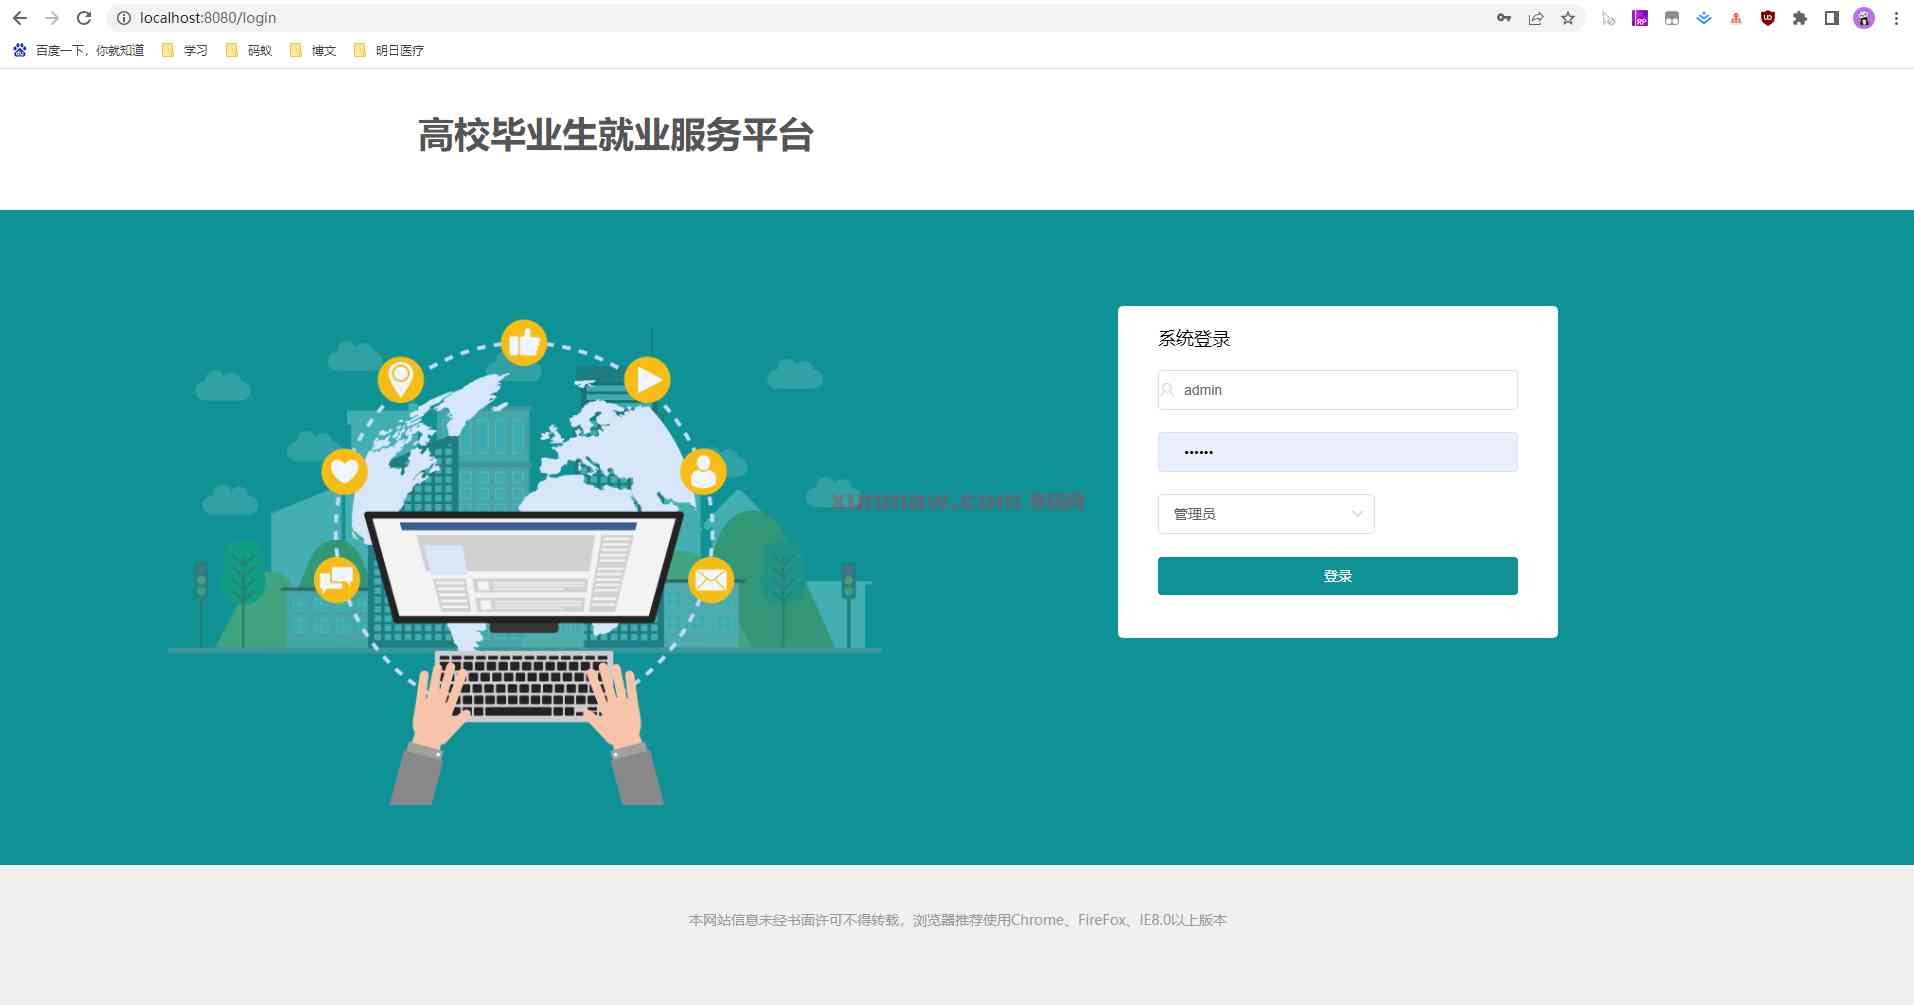 localhost:8080/login
百度一下，你就知道 学习 码蚁 博文 明日医疗
高校毕业生就业服务平台
系统登录
admin
••••••
管理员
登录
本网站信息未经书面许可不得转载，浏览器推荐使用Chrome、FireFox、IE8.0以上版本